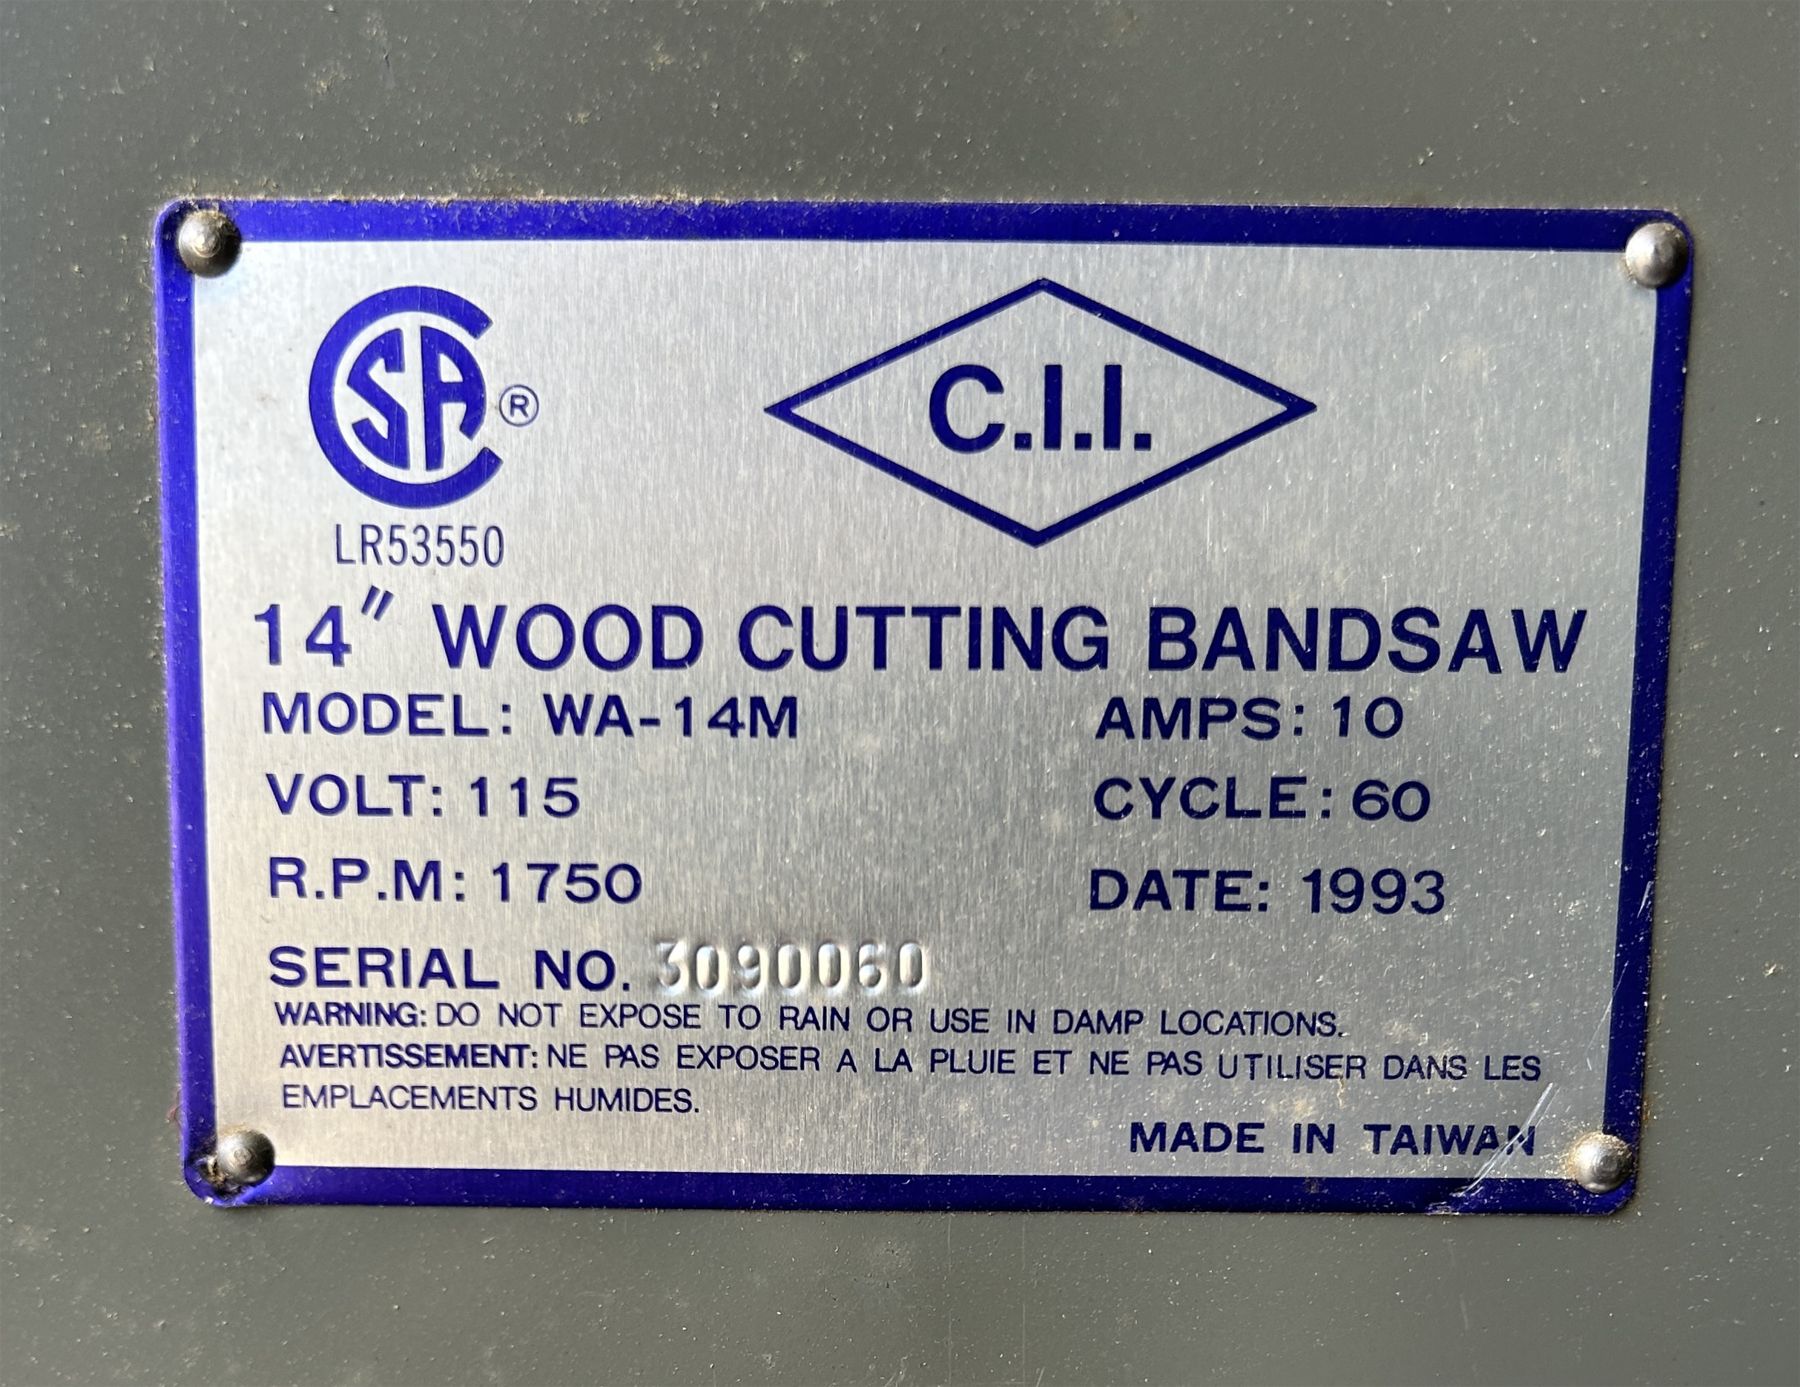 CSA ®
C.I.I.
LR53550
14" WOOD CUTTING BANDSAW
MODEL: WA-14M AMPS: 10
VOLT: 115 CYCLE: 60
R.P.M: 1750 DATE: 1993
SERIAL NO. 3090060
WARNING: DO NOT EXPOSE TO RAIN OR USE IN DAMP LOCATIONS.
AVERTISSEMENT: NE PAS EXPOSER A LA PLUIE ET NE PAS UTILISER DANS LES
EMPLACEMENTS HUMIDES.
MADE IN TAIWAN